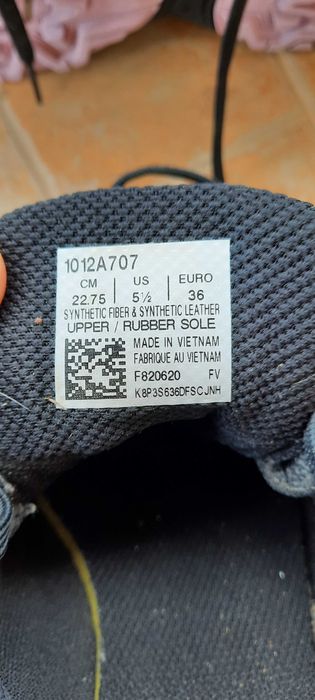 1012A707
CM US EURO
22.75 5½ 36
SYNTHETIC FIBER & SYNTHETIC LEATHER
UPPER / RUBBER SOLE
MADE IN VIETNAM
FABRIQUE AU VIETNAM
F820620 FV
K8P3S636DFSCJNH